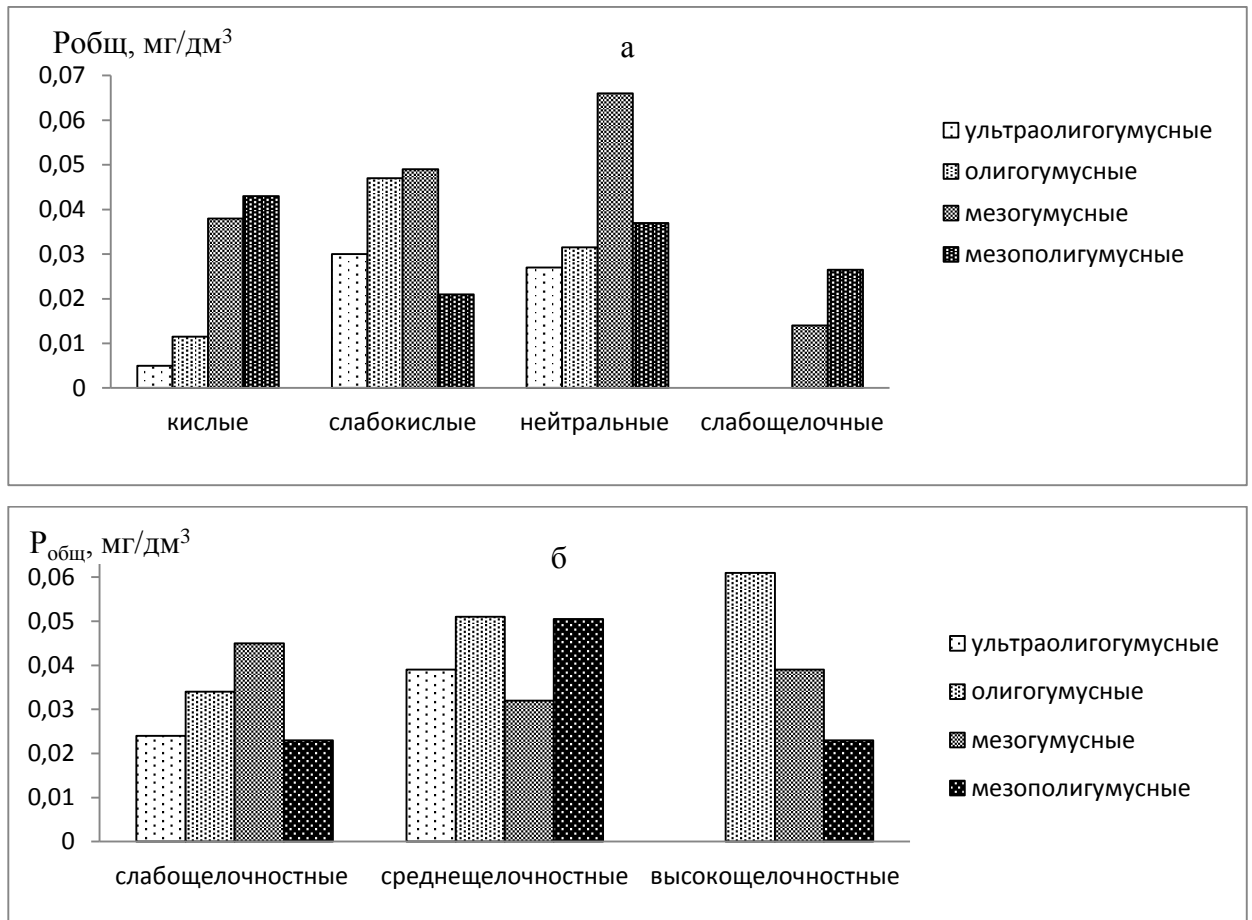 Робщ, мг/дм³
а
0,07
0,06
0,05
0,04
0,03
0,02
0,01
0
кислые слабокислые нейтральные слабощелочные
ультраолигогумусные
олигогумусные
мезогумусные
мезополигумусные
Робщ, мг/дм³
б
0,06
0,05
0,04
0,03
0,02
0,01
0
слабощелочностные среднещелочностные высокощелочностные
ультраолигогумусные
олигогумусные
мезогумусные
мезополигумусные